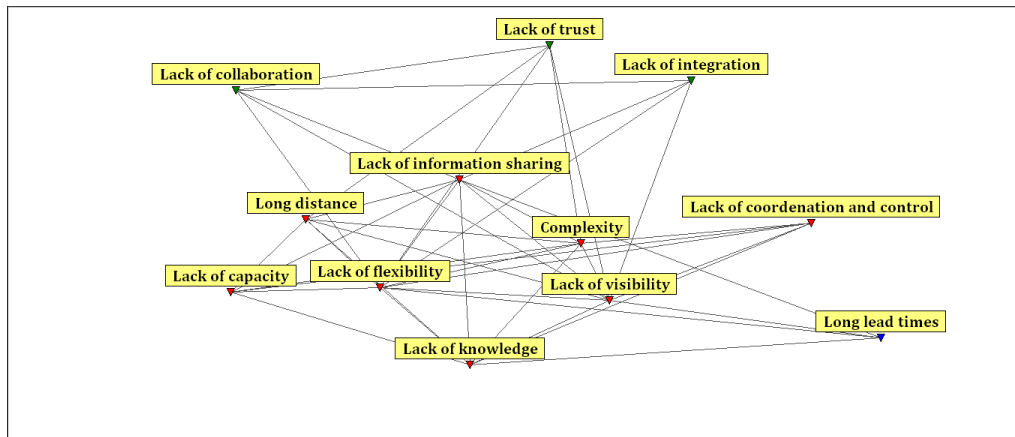 Lack of trust
Lack of collaboration
Lack of integration
Lack of information sharing
Long distance
Lack of coordenation and control
Complexity
Lack of flexibility
Lack of capacity
Lack of visibility
Long lead times
Lack of knowledge